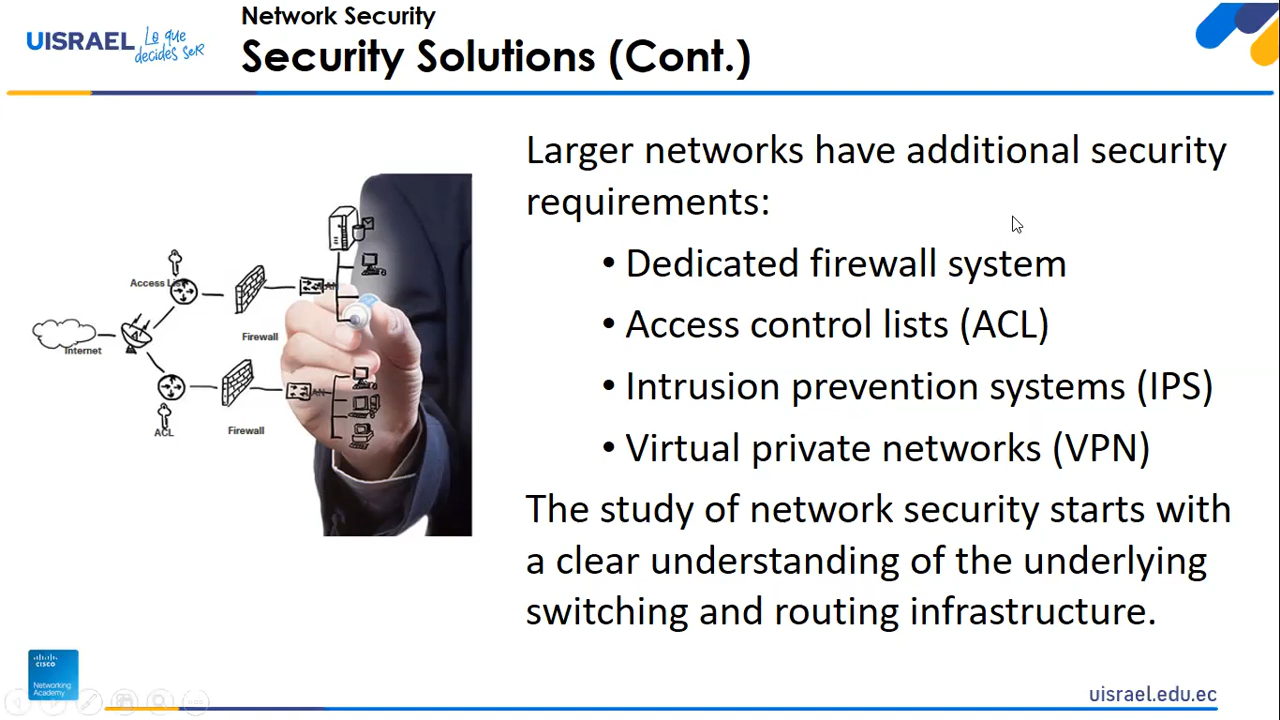 Network Security
UISRAEL Lo que
decides seR
Security Solutions (Cont.)
Larger networks have additional security
requirements:
• Dedicated firewall system
• Access control lists (ACL)
• Intrusion prevention systems (IPS)
• Virtual private networks (VPN)
The study of network security starts with
a clear understanding of the underlying
switching and routing infrastructure.
Access List
Firewall
Internet
ACL
Firewall
CISCO
Networking
Academy
uisrael.edu.ec